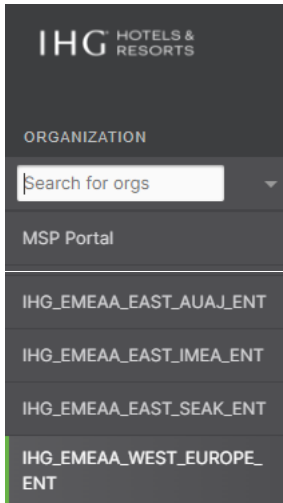 IHG HOTELS &
RESORTS
ORGANIZATION
Search for orgs
MSP Portal
IHG_EMEAA_EAST_AUAJ_ENT
IHG_EMEAA_EAST_IMEA_ENT
IHG_EMEAA_EAST_SEAK_ENT
IHG_EMEAA_WEST_EUROPE_
ENT